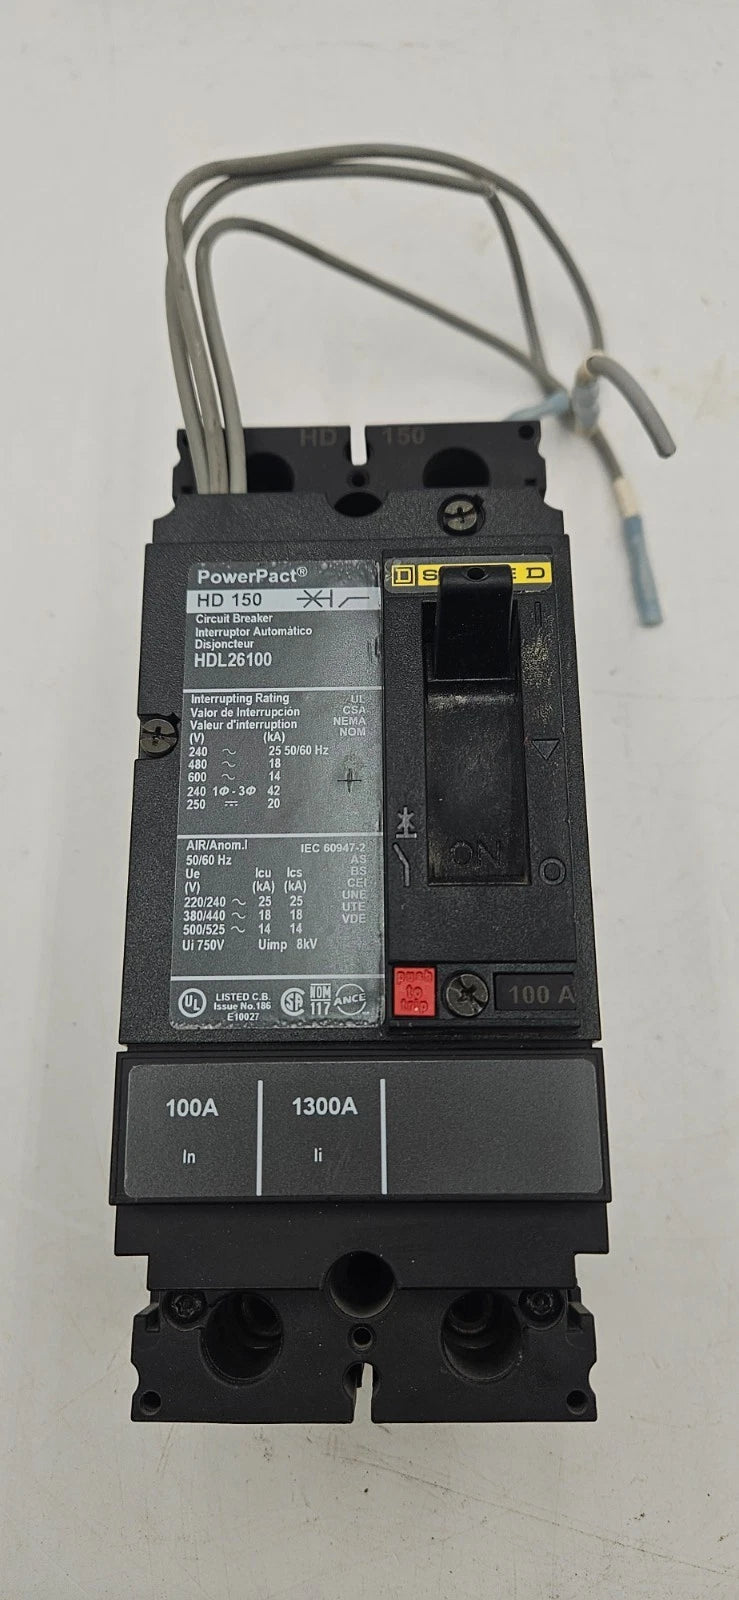 HD 150
PowerPact®
HD 150
Circuit Breaker
Interruptor Automático
Disjoncteur
HDL26100
Interrupting Rating UL
Valor de Interrupción CSA
Valeur d'interruption NEMA
(V) (kA) NOM
240 ~ 25 50/60 Hz
480 ~ 18
600 ~ 14
240 1Φ - 3Φ 42
250 ⎓ 20
AIR/Anom.I IEC 60947-2
50/60 Hz AS
Ue Icu Ics BS
(V) (kA) (kA) CEI
220/240 ~ 25 25 UNE
380/440 ~ 18 18 UTE
500/525 ~ 14 14 VDE
Ui 750V Uimp 8kV
UL LISTED C.B.
Issue No.186
E10027
SA NOM
117 ANCE
S E D
I
ON
O
push
to
trip
100 A
100A 1300A
In Ii